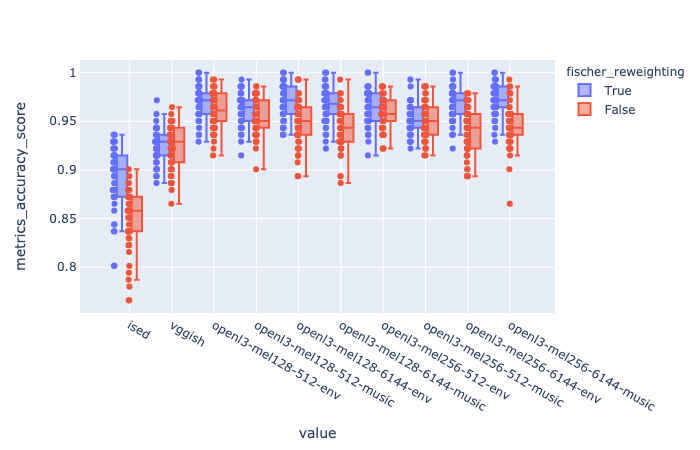 fischer_reweighting
True
False
metrics_accuracy_score
1
0.95
0.9
0.85
0.8
ised
vggish
openl3-mel128-512-env
openl3-mel128-512-music
openl3-mel128-6144-env
openl3-mel128-6144-music
openl3-mel256-512-env
openl3-mel256-512-music
openl3-mel256-6144-env
openl3-mel256-6144-music
value